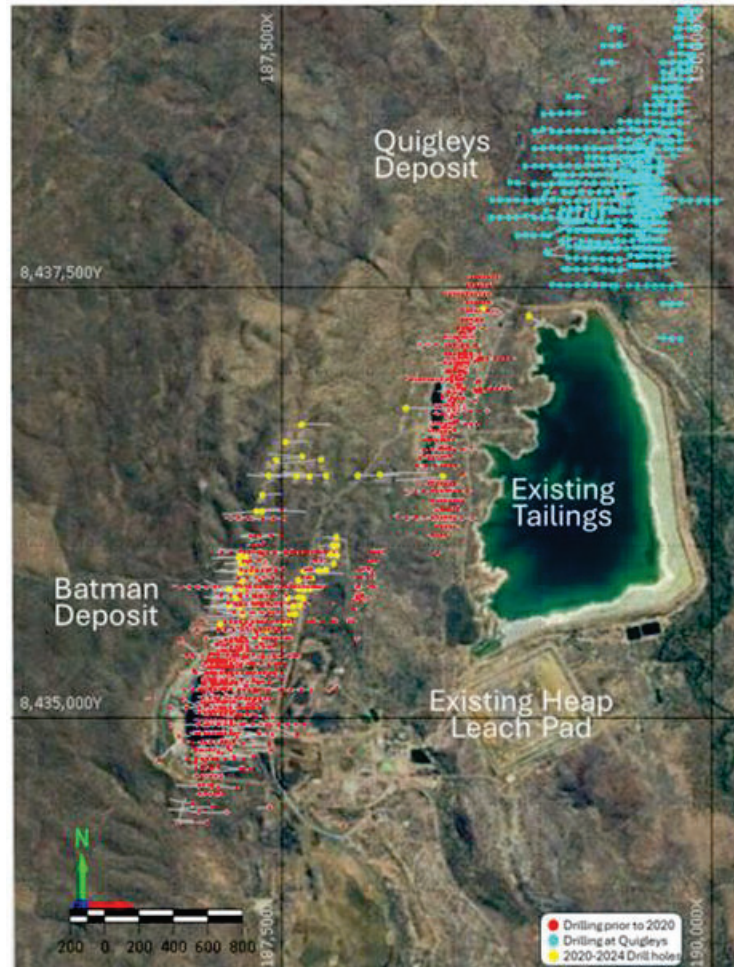 187,500X
190,000X
Quigleys
Deposit
8,437,500Y
Existing
Tailings
Batman
Deposit
8,435,000Y
Existing Heap
Leach Pad
N
200 0 200 400 600 800
187,500X
190,000X
Drilling prior to 2020
Drilling at Quigleys
2020-2024 Drill holes